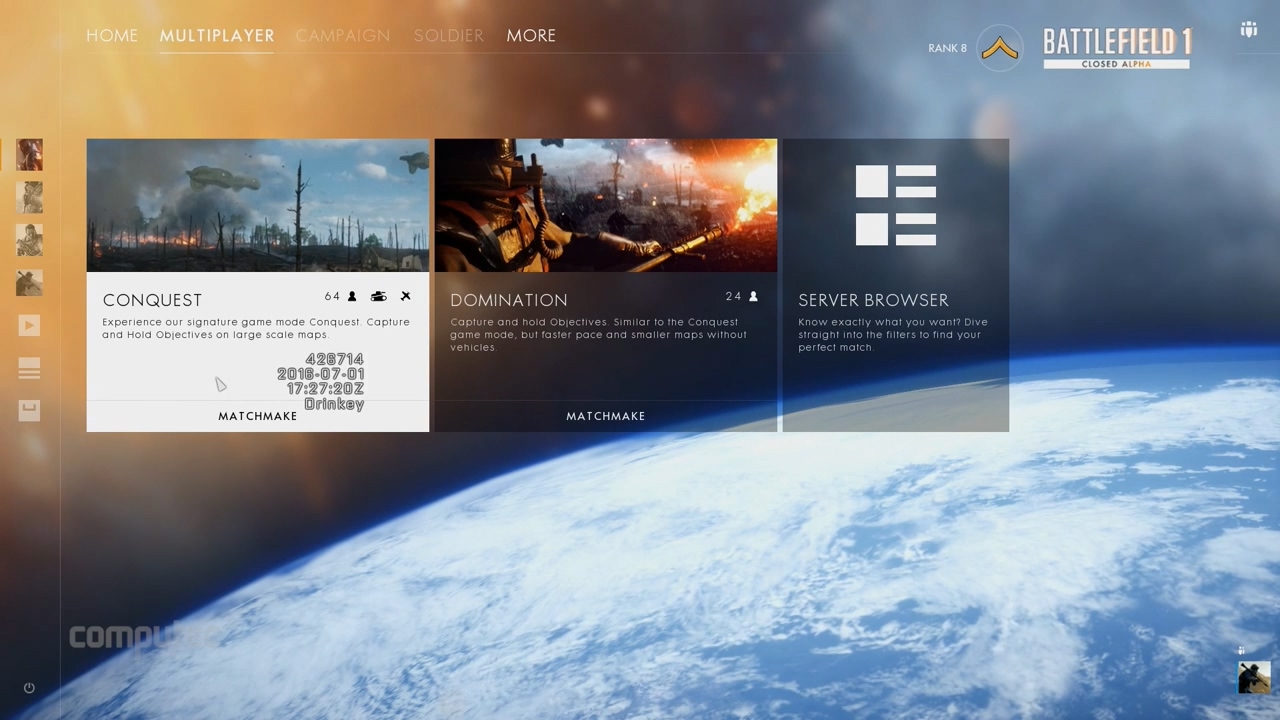 HOME MULTIPLAYER CAMPAIGN SOLDIER MORE
RANK 8
BATTLEFIELD 1
CLOSED ALPHA
CONQUEST
64
Experience our signature game mode Conquest. Capture
and Hold Objectives on large scale maps.
428714
2016-07-01
17:27:20Z
Drinkey
MATCHMAKE
DOMINATION
24
Capture and hold Objectives. Similar to the Conquest
game mode, but faster pace and smaller maps without
vehicles.
MATCHMAKE
SERVER BROWSER
Know exactly what you want? Dive
straight into the filters to find your
perfect match.